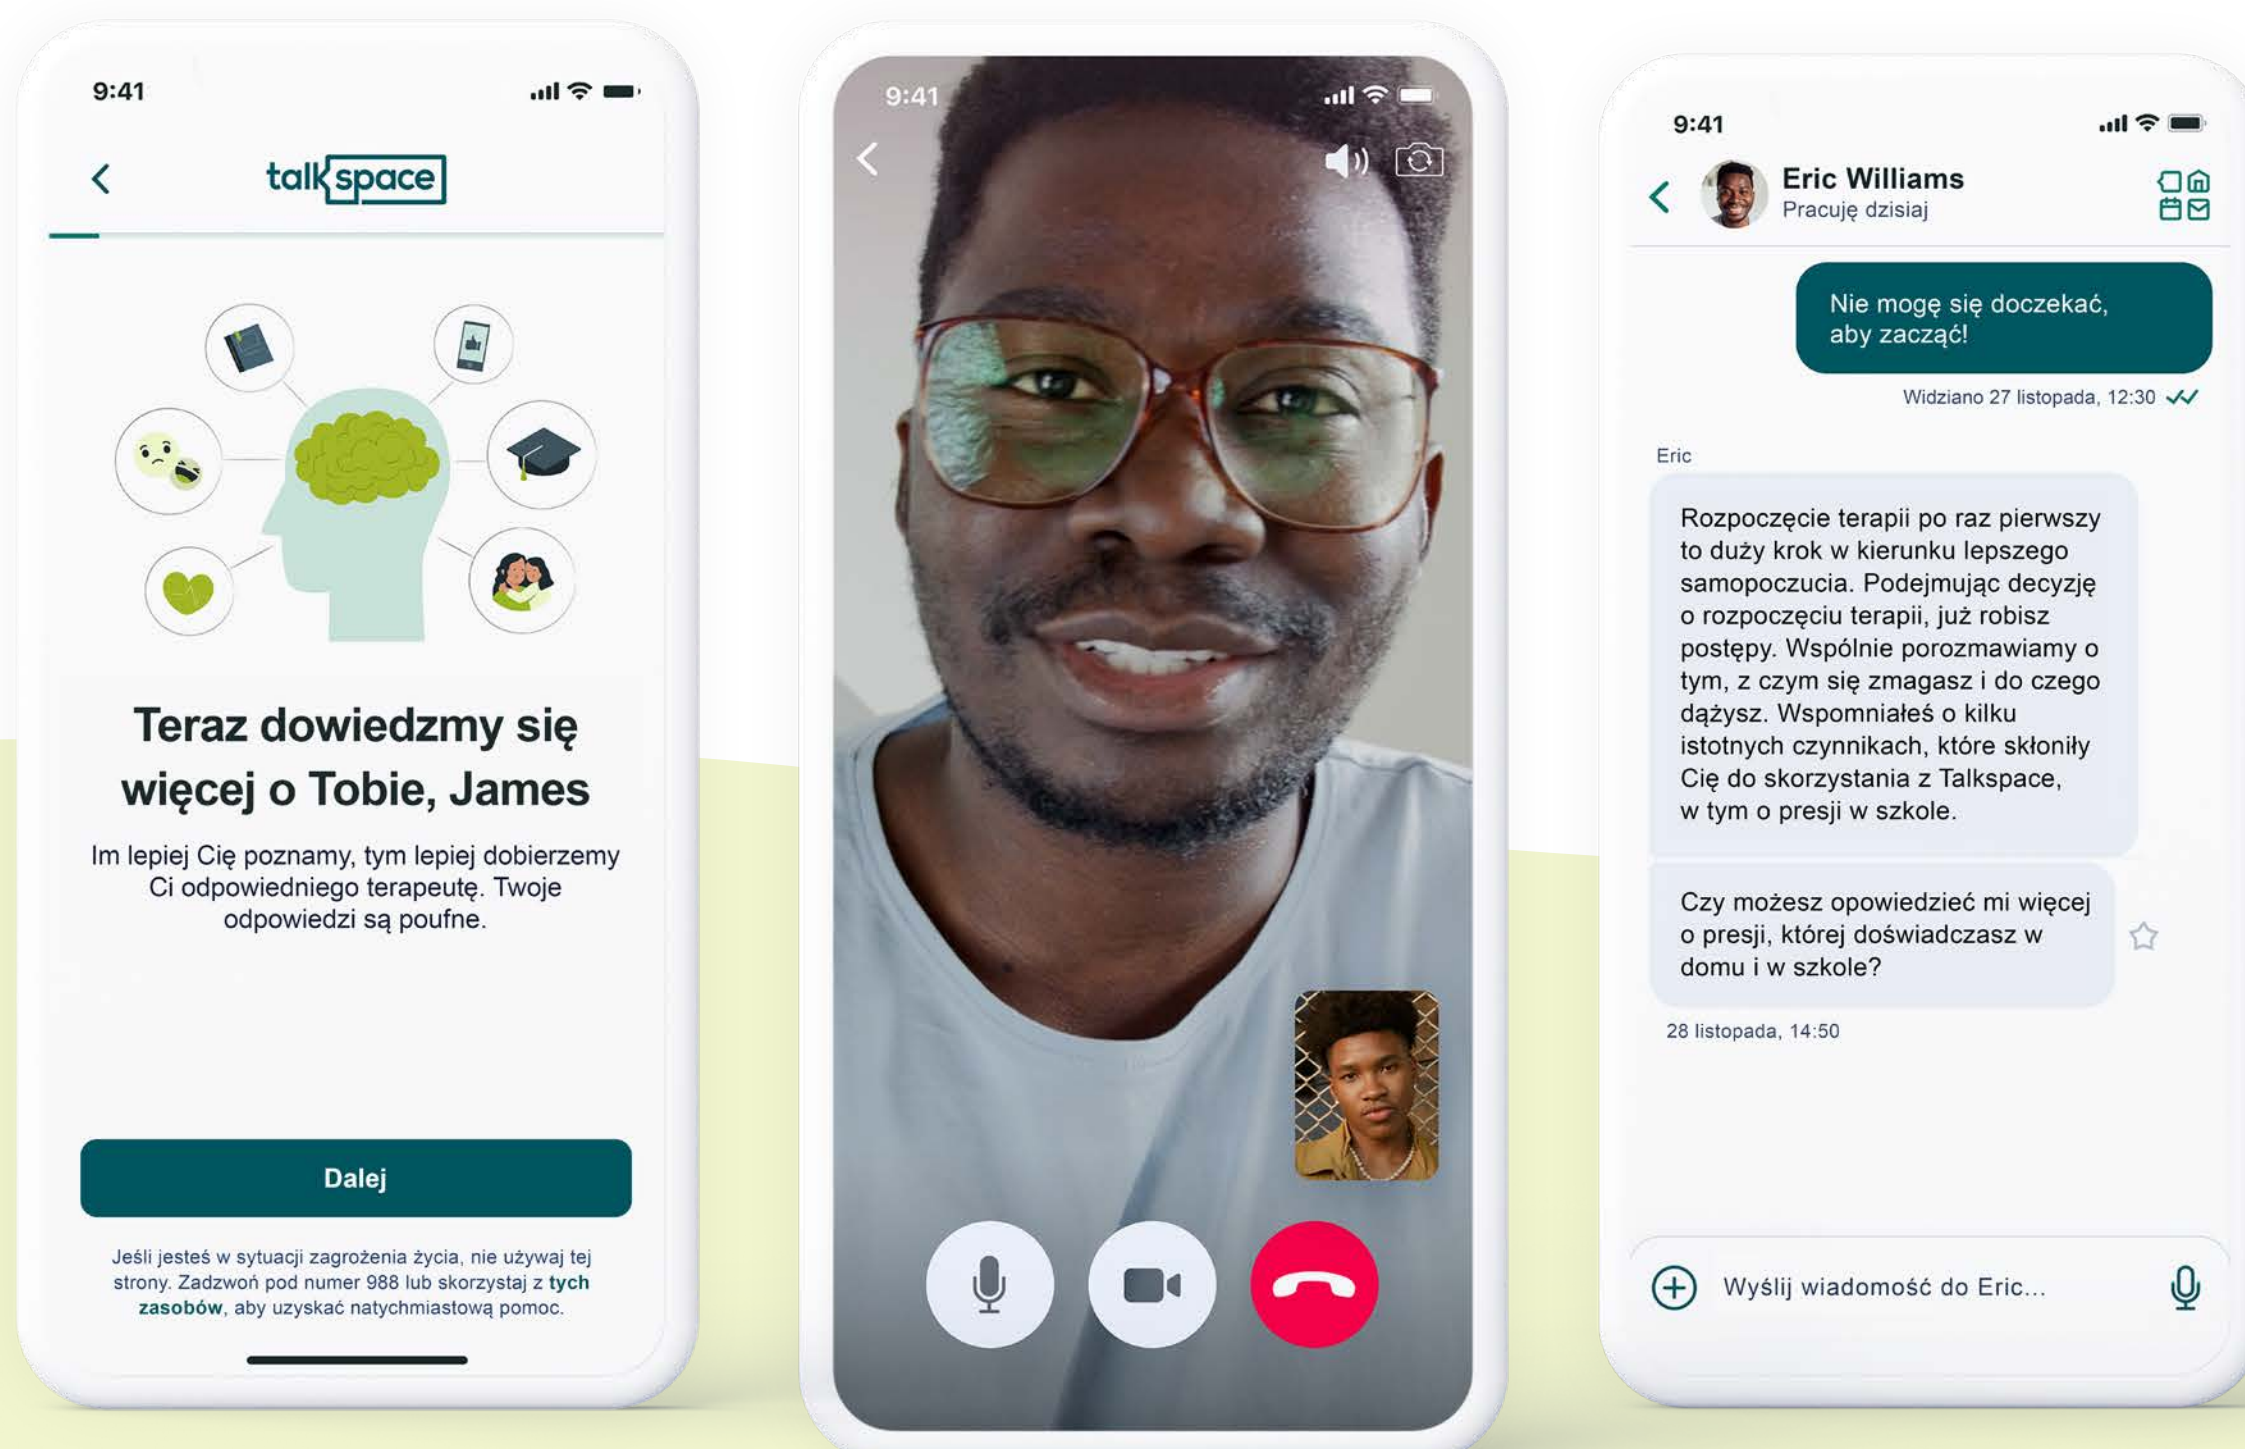 9:41
talkspace
Teraz dowiedzmy się
więcej o Tobie, James
Im lepiej Cię poznamy, tym lepiej dobierzemy
Ci odpowiedniego terapeutę. Twoje
odpowiedzi są poufne.
Dalej
Jeśli jesteś w sytuacji zagrożenia życia, nie używaj tej
strony. Zadzwoń pod numer 988 lub skorzystaj z tych
zasobów, aby uzyskać natychmiastową pomoc.
9:41
9:41
Eric Williams
Pracuję dzisiaj
Nie mogę się doczekać,
aby zacząć!
Widziano 27 listopada, 12:30
Eric
Rozpoczęcie terapii po raz pierwszy
to duży krok w kierunku lepszego
samopoczucia. Podejmując decyzję
o rozpoczęciu terapii, już robisz
postępy. Wspólnie porozmawiamy o
tym, z czym się zmagasz i do czego
dążysz. Wspomniałeś o kilku
istotnych czynnikach, które skłoniły
Cię do skorzystania z Talkspace,
w tym o presji w szkole.
Czy możesz opowiedzieć mi więcej
o presji, której doświadczasz w
domu i w szkole?
28 listopada, 14:50
Wyślij wiadomość do Eric...